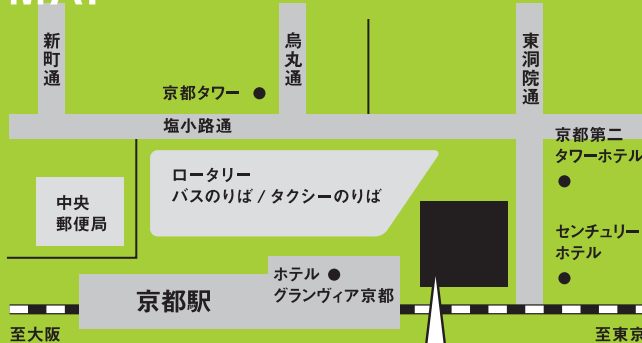 MAP
新町通
烏丸通
東洞院通
京都タワー
塩小路通
京都第二
タワーホテル
ロータリー
バスのりば / タクシーのりば
中央
郵便局
センチュリー
ホテル
ホテル
グランヴィア京都
京都駅
至大阪
至東京